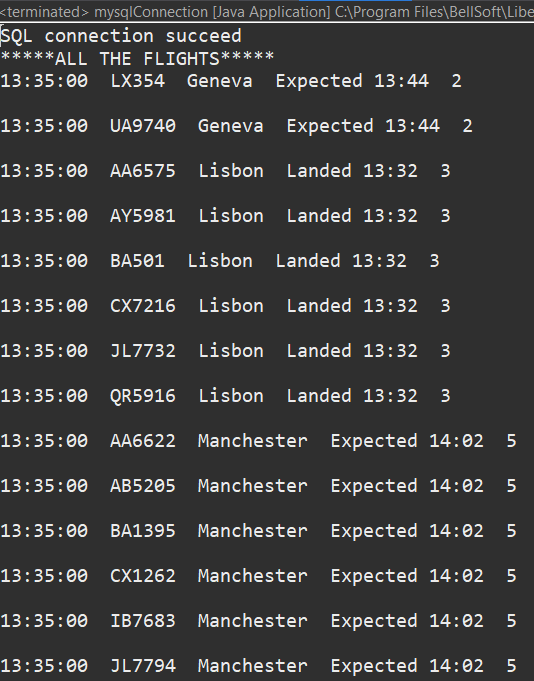 <terminated> mysqlConnection [Java Application] C:\Program Files\BellSoft\Libe
SQL connection succeed
*****ALL THE FLIGHTS*****
13:35:00  LX354  Geneva  Expected 13:44  2
13:35:00  UA9740  Geneva  Expected 13:44  2
13:35:00  AA6575  Lisbon  Landed 13:32  3
13:35:00  AY5981  Lisbon  Landed 13:32  3
13:35:00  BA501  Lisbon  Landed 13:32  3
13:35:00  CX7216  Lisbon  Landed 13:32  3
13:35:00  JL7732  Lisbon  Landed 13:32  3
13:35:00  QR5916  Lisbon  Landed 13:32  3
13:35:00  AA6622  Manchester  Expected 14:02  5
13:35:00  AB5205  Manchester  Expected 14:02  5
13:35:00  BA1395  Manchester  Expected 14:02  5
13:35:00  CX1262  Manchester  Expected 14:02  5
13:35:00  IB7683  Manchester  Expected 14:02  5
13:35:00  JL7794  Manchester  Expected 14:02  5